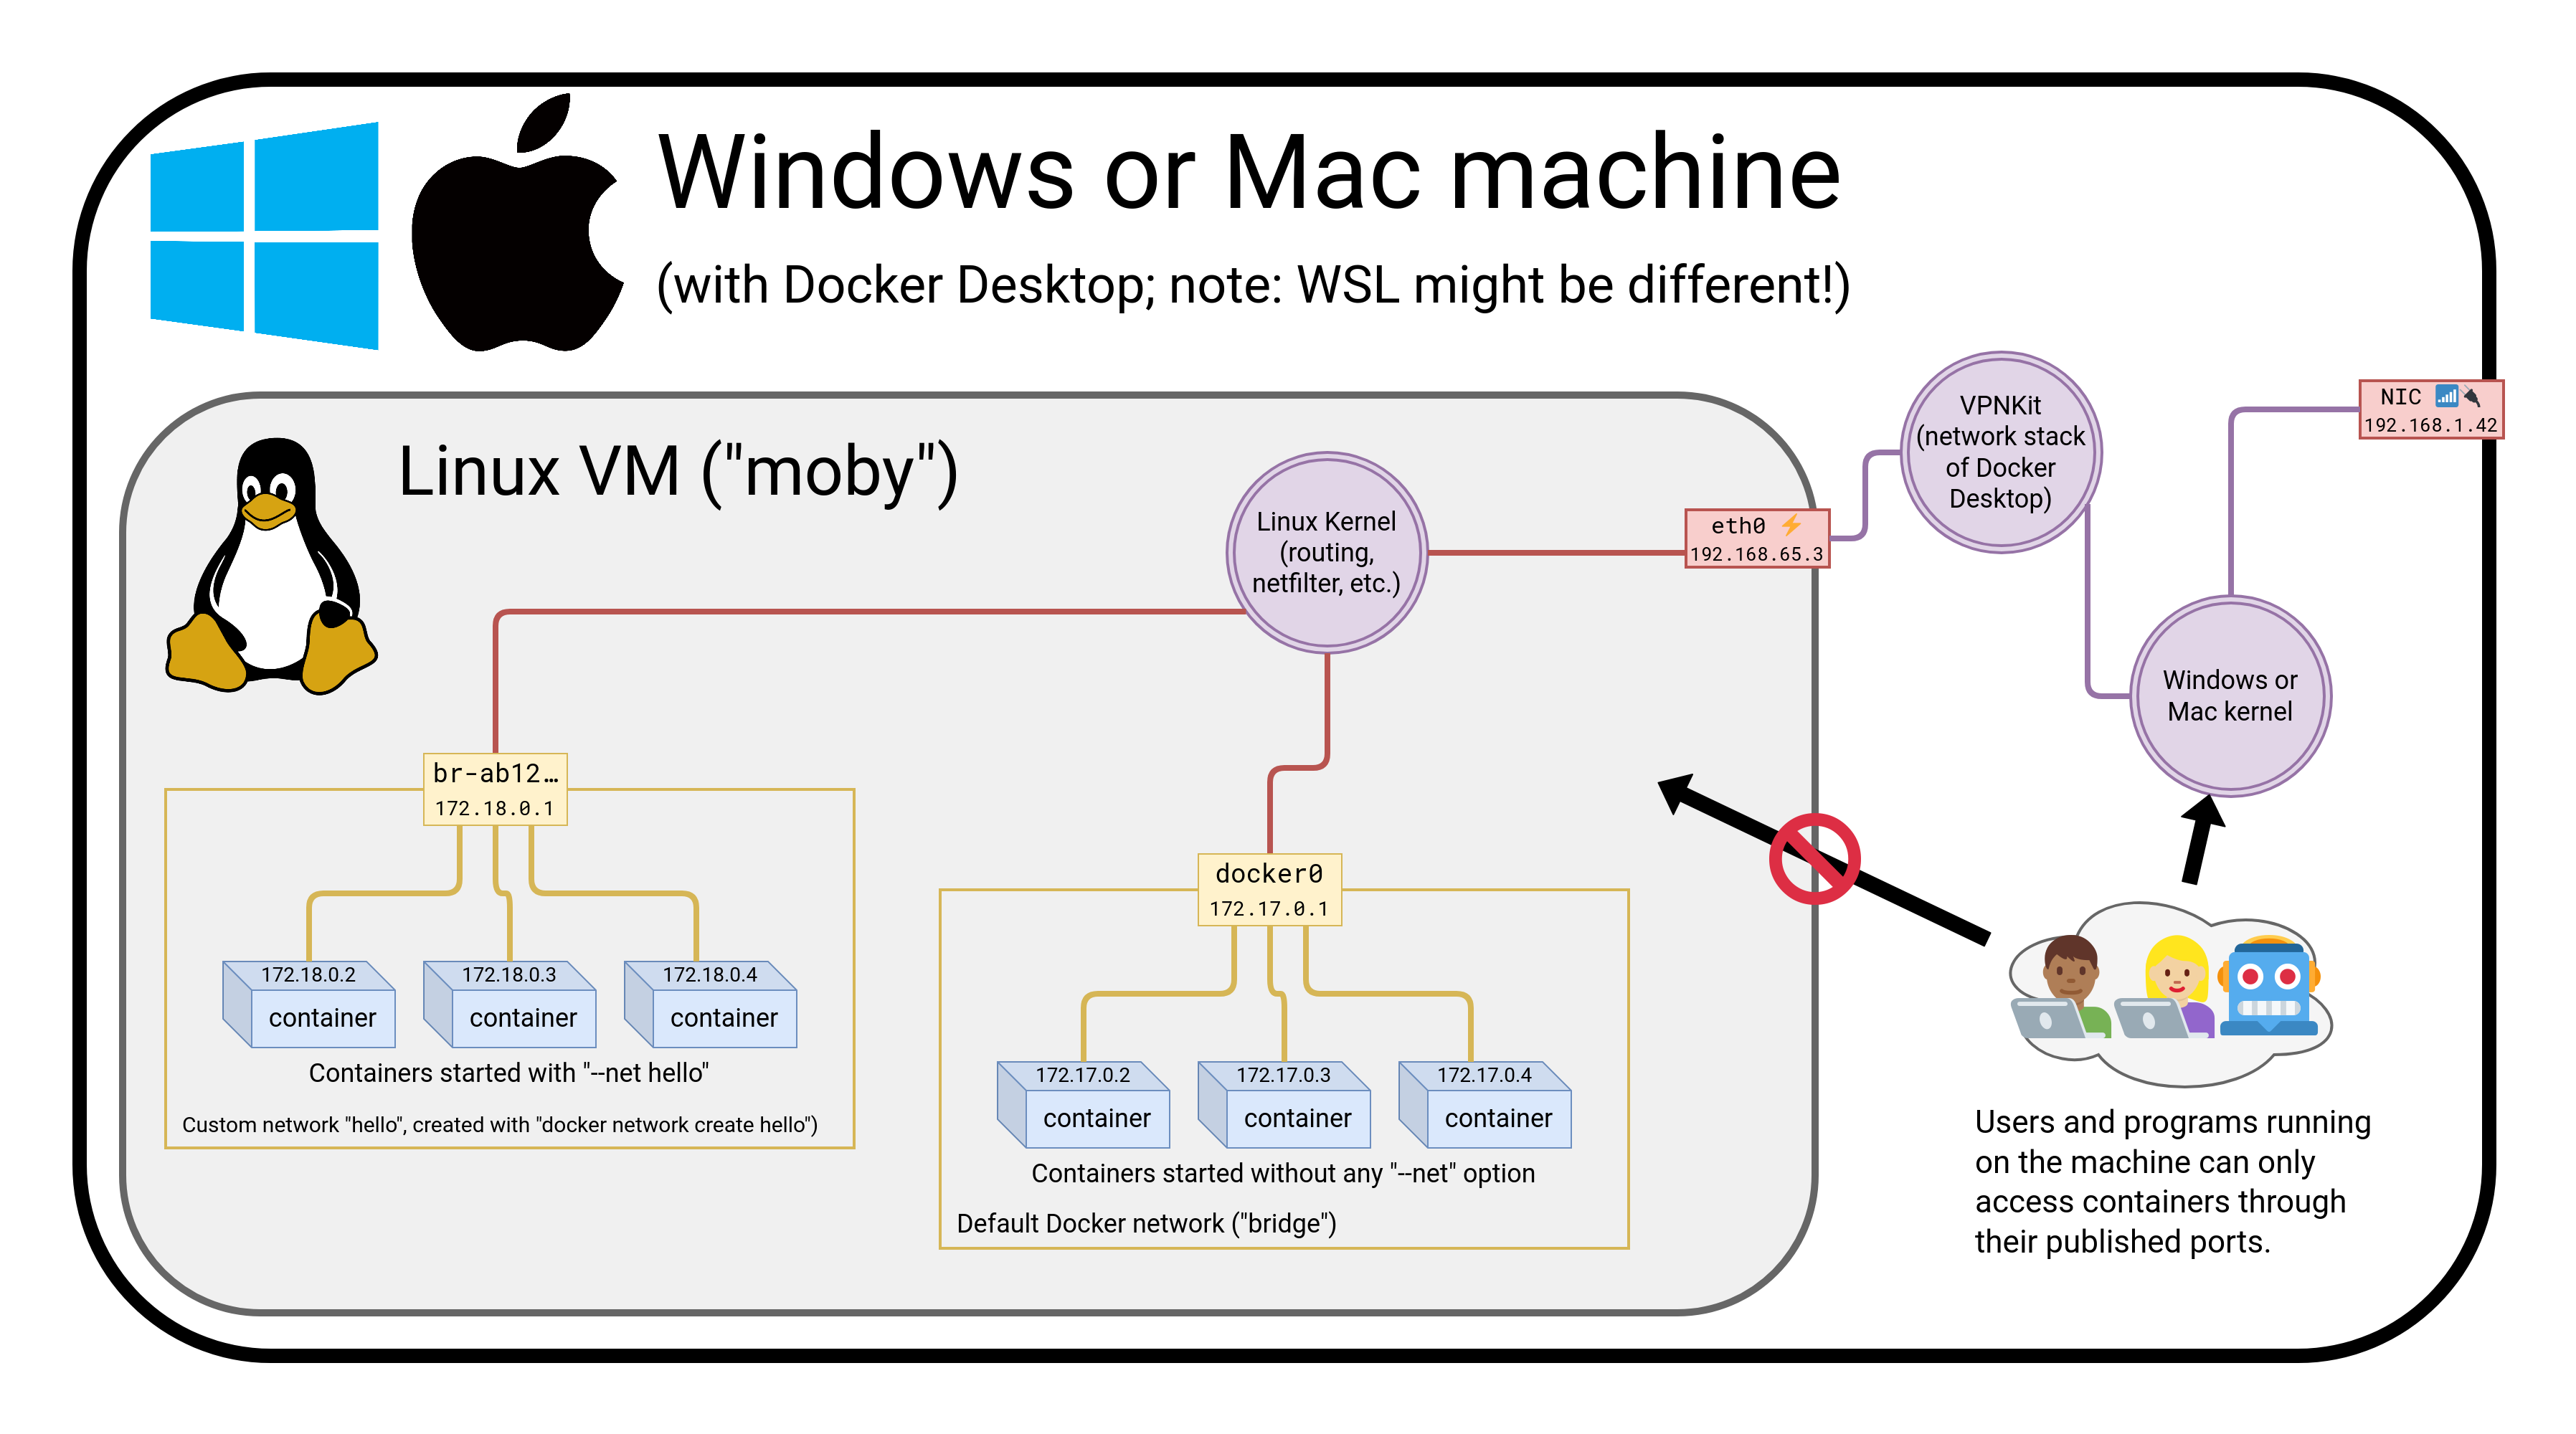 Windows or Mac machine
(with Docker Desktop; note: WSL might be different!)
Linux VM ("moby")
Linux Kernel
(routing,
netfilter, etc.)
eth0 ⚡
192.168.65.3
VPNKit
(network stack
of Docker
Desktop)
NIC 📶🔌
192.168.1.42
Windows or
Mac kernel
br-ab12…
172.18.0.1
172.18.0.2
container
172.18.0.3
container
172.18.0.4
container
Containers started with "--net hello"
Custom network "hello", created with "docker network create hello")
docker0
172.17.0.1
172.17.0.2
container
172.17.0.3
container
172.17.0.4
container
Containers started without any "--net" option
Default Docker network ("bridge")
Users and programs running
on the machine can only
access containers through
their published ports.